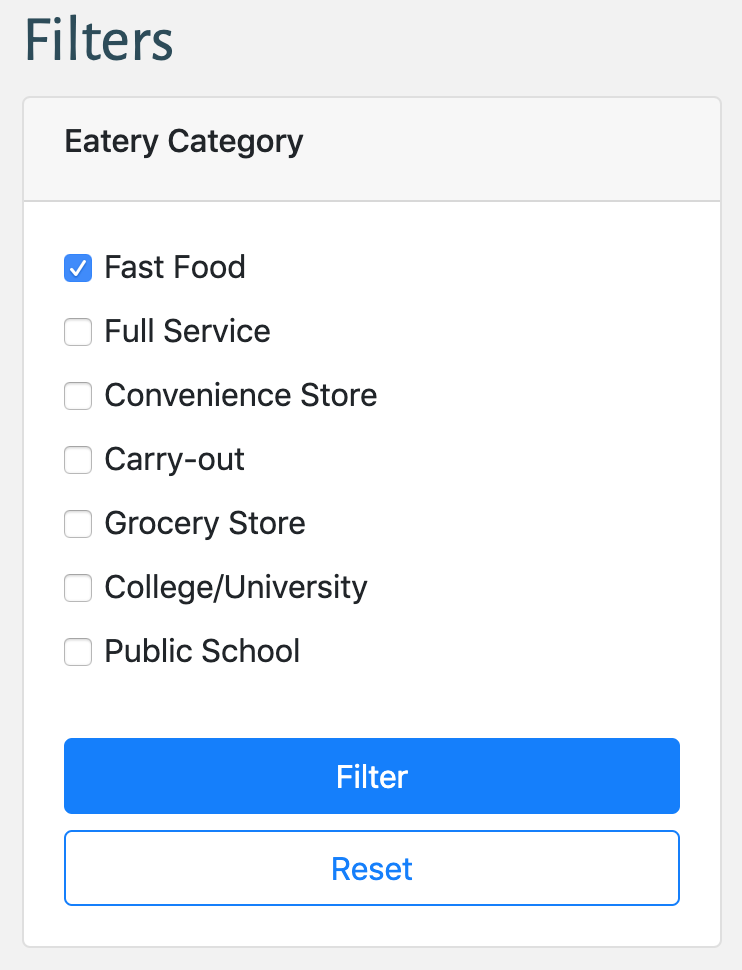 Filters
Eatery Category
Fast Food
Full Service
Convenience Store
Carry-out
Grocery Store
College/University
Public School
Filter
Reset